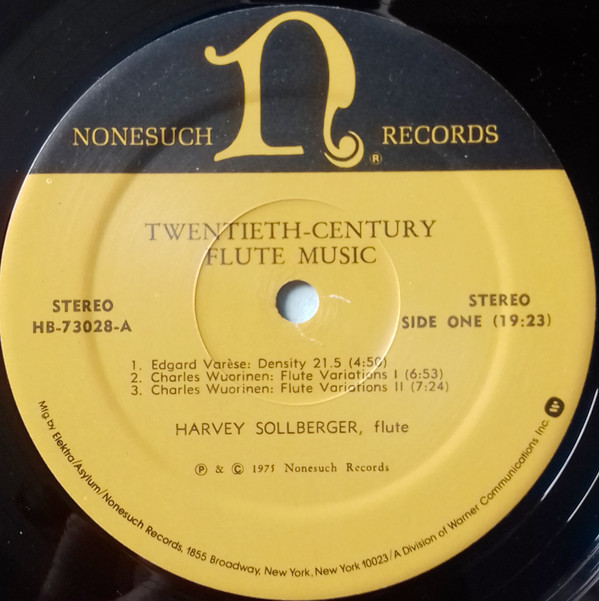 n
NONESUCH RECORDS ®
TWENTIETH-CENTURY
FLUTE MUSIC
STEREO
HB-73028-A
STEREO
SIDE ONE (19:23)
1. Edgard Varèse: Density 21.5 (4:50)
2. Charles Wuorinen: Flute Variations I (6:53)
3. Charles Wuorinen: Flute Variations II (7:24)
HARVEY SOLLBERGER, flute
℗ & © 1975 Nonesuch Records
Mfg by Elektra/Asylum/Nonesuch Records, 1855 Broadway, New York, New York 10023/A Division of Warner Communications Inc.